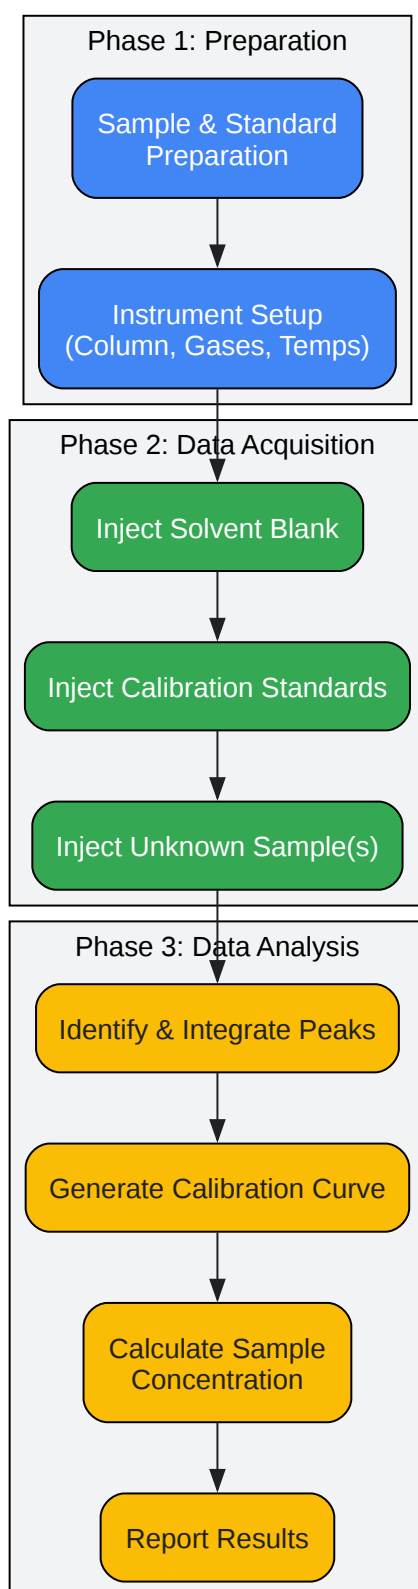 Phase 1: Preparation
Sample & Standard
Preparation
Instrument Setup
(Column, Gases, Temps)
Phase 2: Data Acquisition
Inject Solvent Blank
Inject Calibration Standards
Inject Unknown Sample(s)
Phase 3: Data Analysis
Identify & Integrate Peaks
Generate Calibration Curve
Calculate Sample
Concentration
Report Results